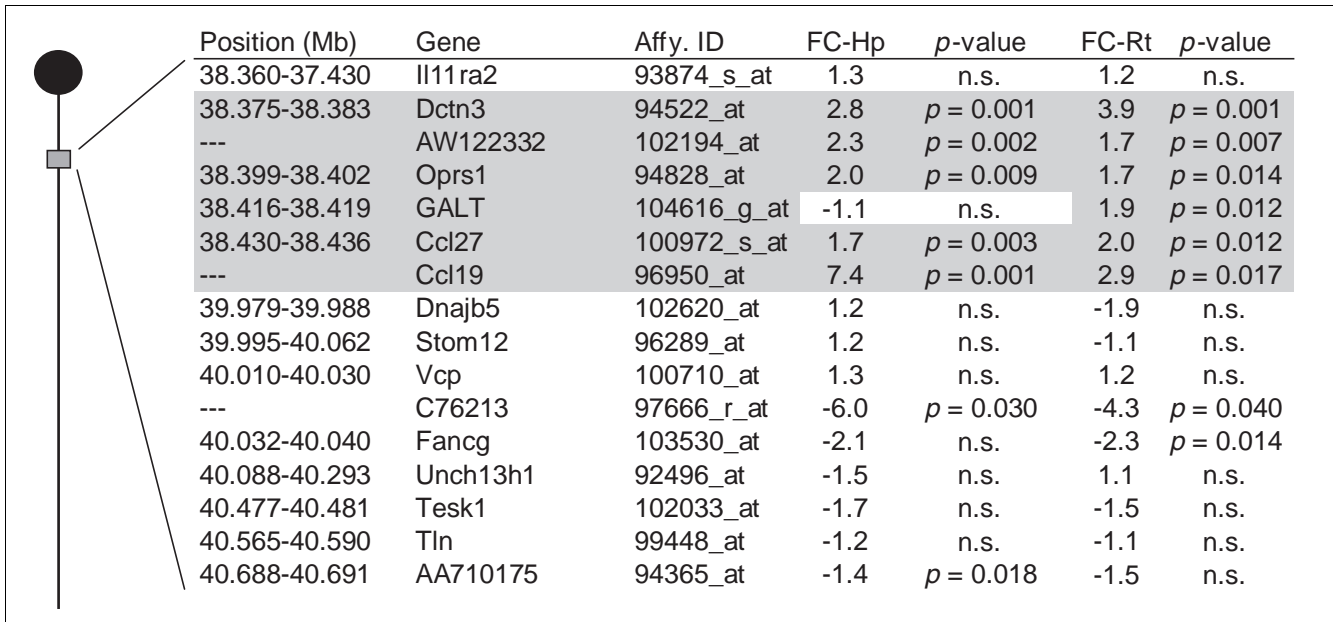 Position (Mb) Gene Affy. ID FC-Hp p-value FC-Rt p-value
38.360-37.430 Il11ra2 93874_s_at 1.3 n.s. 1.2 n.s.
38.375-38.383 Dctn3 94522_at 2.8 p = 0.001 3.9 p = 0.001
--- AW122332 102194_at 2.3 p = 0.002 1.7 p = 0.007
38.399-38.402 Oprs1 94828_at 2.0 p = 0.009 1.7 p = 0.014
38.416-38.419 GALT 104616_g_at -1.1 n.s. 1.9 p = 0.012
38.430-38.436 Ccl27 100972_s_at 1.7 p = 0.003 2.0 p = 0.012
--- Ccl19 96950_at 7.4 p = 0.001 2.9 p = 0.017
39.979-39.988 Dnajb5 102620_at 1.2 n.s. -1.9 n.s.
39.995-40.062 Stom12 96289_at 1.2 n.s. -1.1 n.s.
40.010-40.030 Vcp 100710_at 1.3 n.s. 1.2 n.s.
--- C76213 97666_r_at -6.0 p = 0.030 -4.3 p = 0.040
40.032-40.040 Fancg 103530_at -2.1 n.s. -2.3 p = 0.014
40.088-40.293 Unch13h1 92496_at -1.5 n.s. 1.1 n.s.
40.477-40.481 Tesk1 102033_at -1.7 n.s. -1.5 n.s.
40.565-40.590 Tln 99448_at -1.2 n.s. -1.1 n.s.
40.688-40.691 AA710175 94365_at -1.4 p = 0.018 -1.5 n.s.